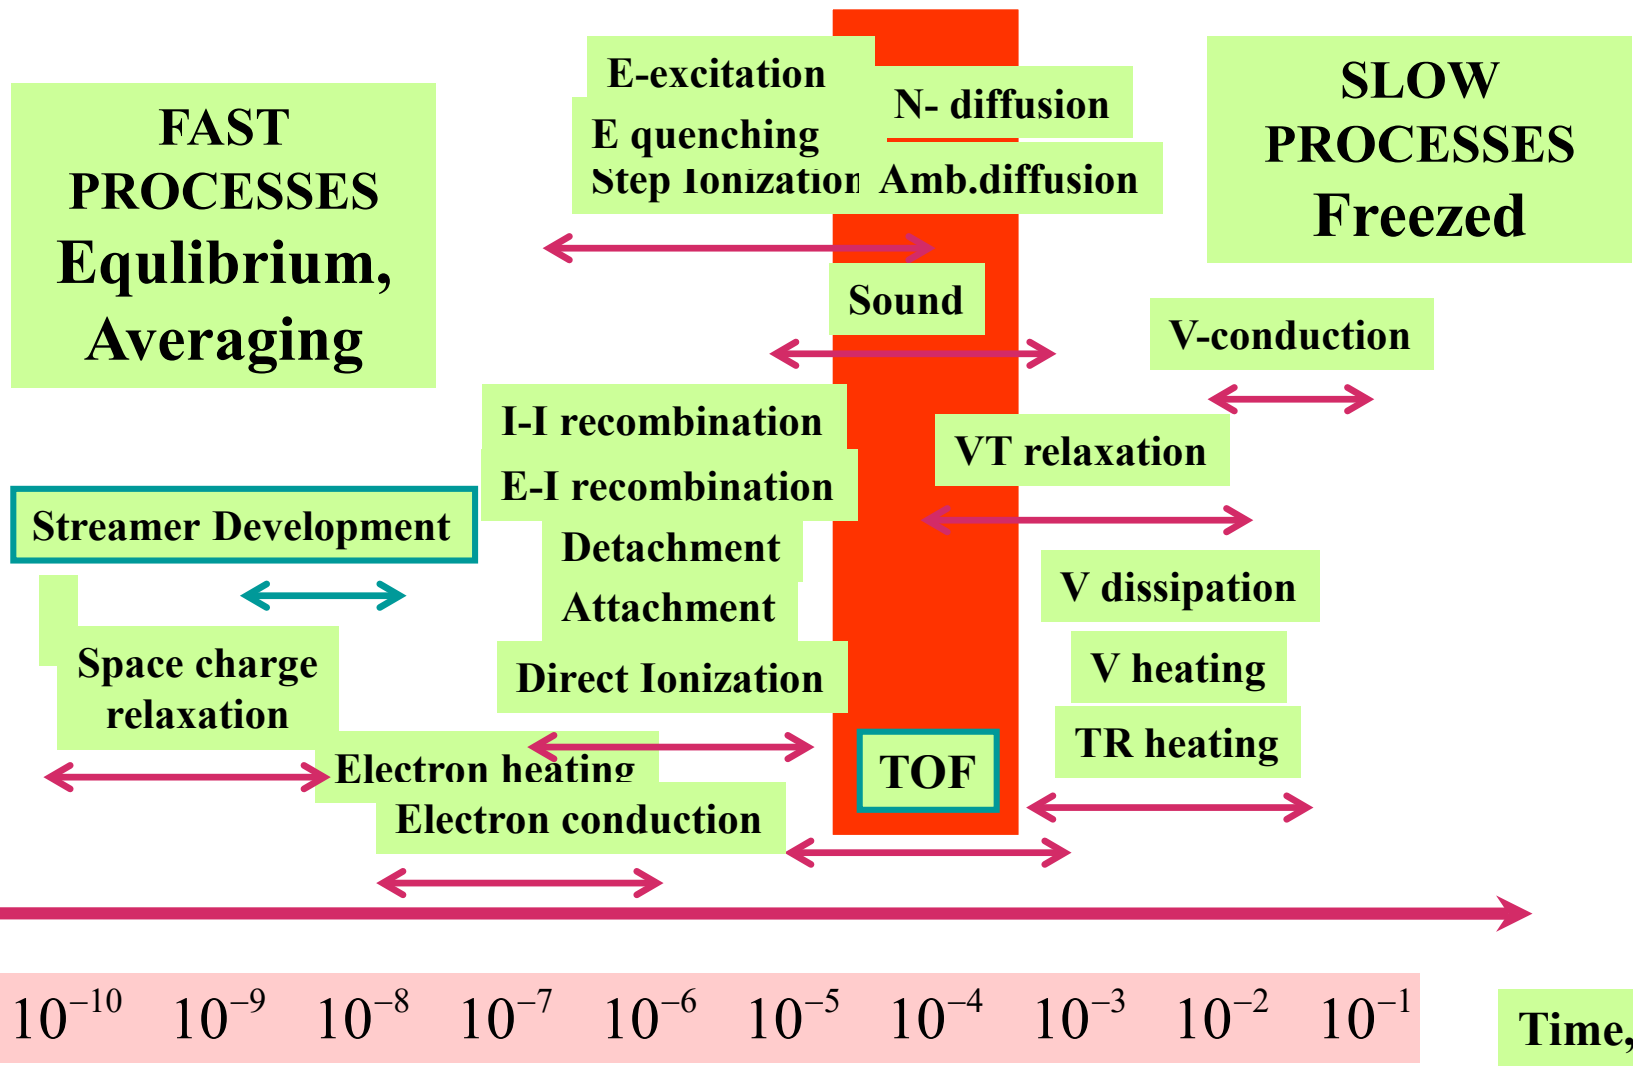 FAST
PROCESSES
Equlibrium,
Averaging
E-excitation
E quenching
Step Ionization
N- diffusion
Amb.diffusion
SLOW
PROCESSES
Freezed
Sound
V-conduction
I-I recombination
E-I recombination
Detachment
Attachment
Direct Ionization
VT relaxation
Streamer Development
V dissipation
V heating
TR heating
Space charge
relaxation
Electron heating
Electron conduction
TOF
10⁻¹⁰ 10⁻⁹ 10⁻⁸ 10⁻⁷ 10⁻⁶ 10⁻⁵ 10⁻⁴ 10⁻³ 10⁻² 10⁻¹
Time,